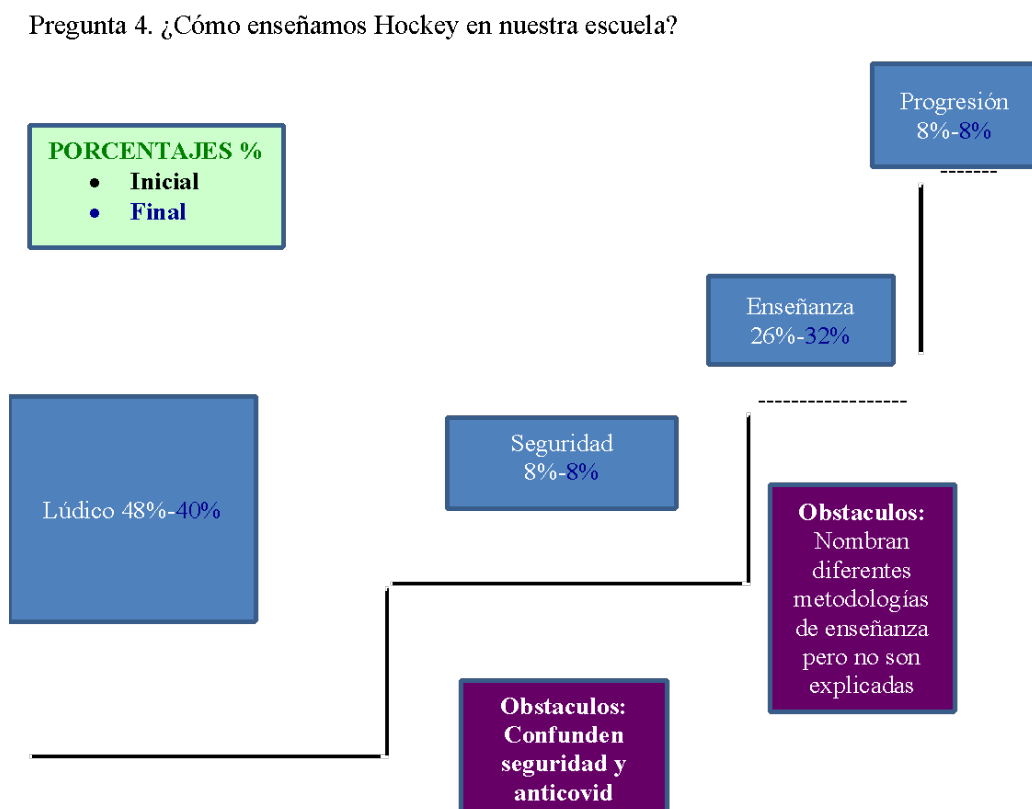 Pregunta 4. ¿Cómo enseñamos Hockey en nuestra escuela?
Progresión
8%-8%
PORCENTAJES %
• Inicial
• Final
Enseñanza
26%-32%
Seguridad
8%-8%
Lúdico 48%-40%
Obstaculos:
Nombran
diferentes
metodologías
de enseñanza
pero no son
explicadas
Obstaculos:
Confunden
seguridad y
anticovid